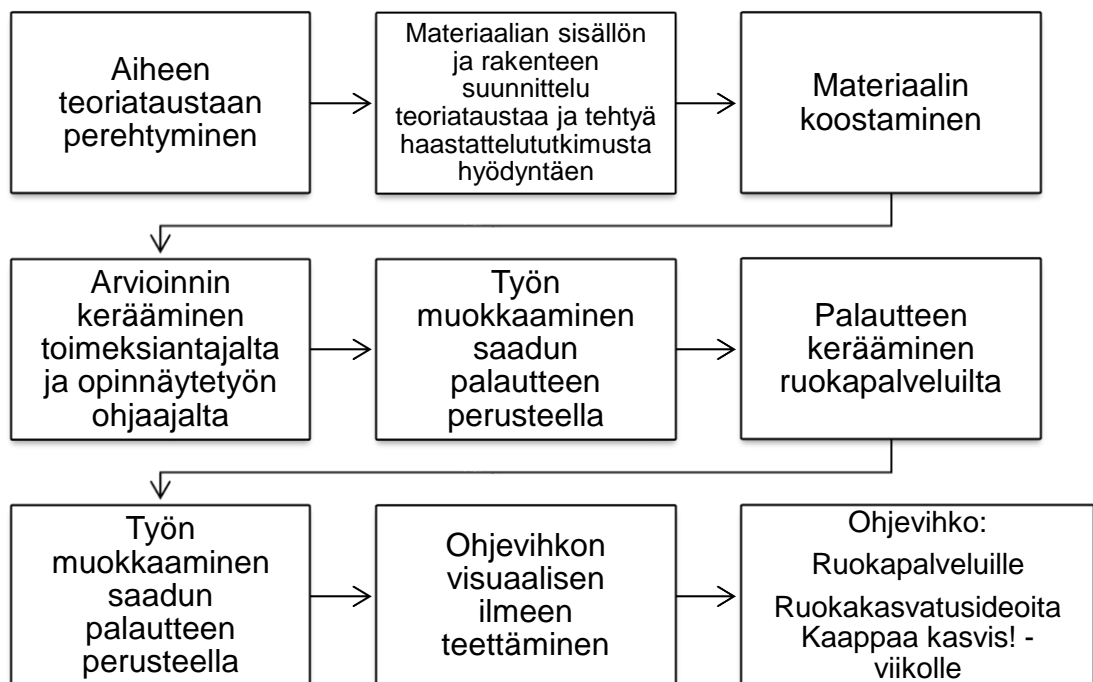 Aiheen
teoriataustaan
perehtyminen
Materiaalian sisällön
ja rakenteen
suunnittelu
teoriataustaa ja tehtyä
haastattelututkimusta
hyödyntäen
Materiaalin
koostaminen
Arvioinnin
kerääminen
toimeksiantajalta
ja opinnäytetyön
ohjaajalta
Työn
muokkaaminen
saadun
palautteen
perusteella
Palautteen
kerääminen
ruokapalveluilta
Työn
muokkaaminen
saadun
palautteen
perusteella
Ohjevihkon
visuaalisen
ilmeen
teettäminen
Ohjevihko:
Ruokapalveluille
Ruokakasvatusideoita
Kaappaa kasvis! -
viikolle